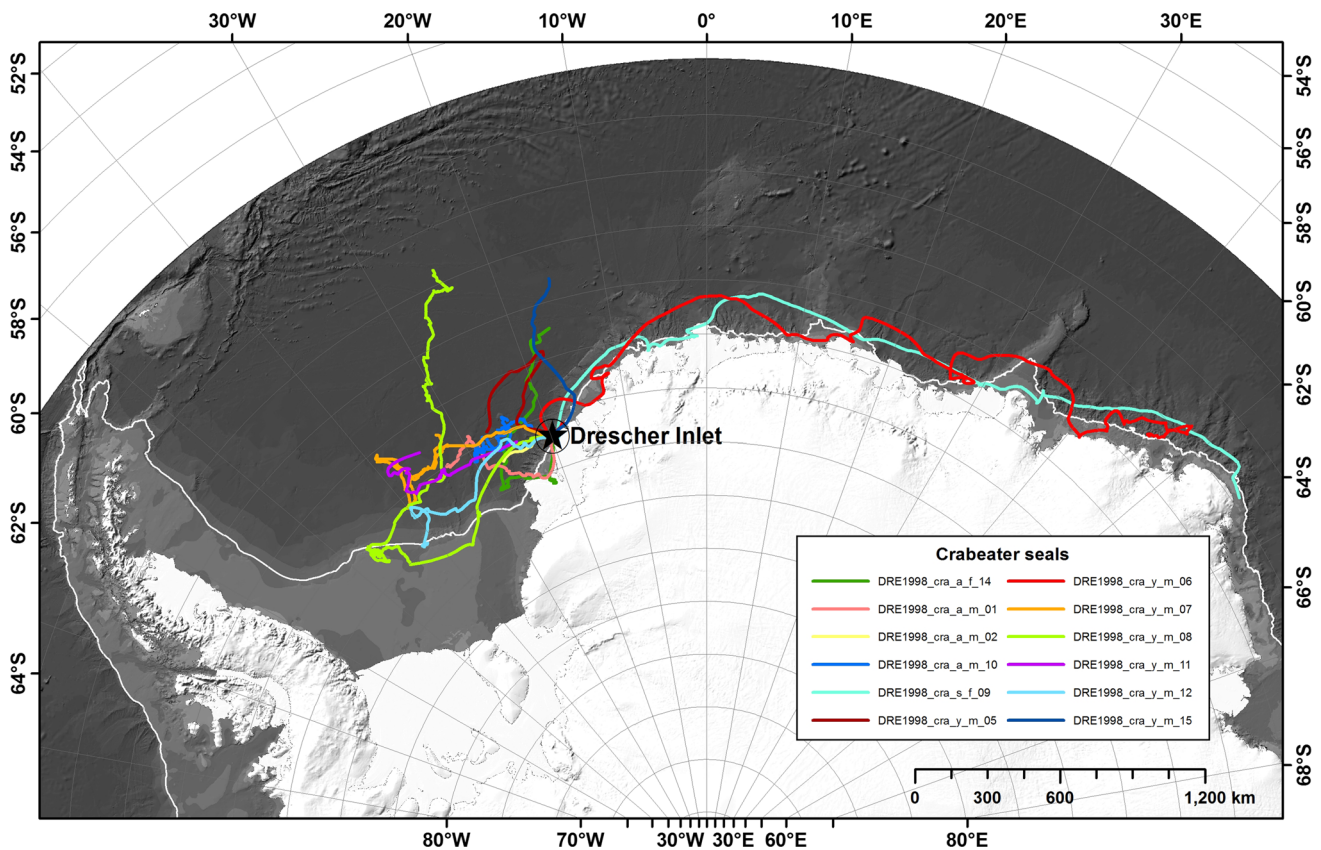 30°W 20°W 10°W 0° 10°E 20°E 30°E
52°S
54°S
56°S
58°S
60°S
62°S
64°S
54°S
56°S
58°S
60°S
62°S
64°S
66°S
68°S
Drescher Inlet
Crabeater seals
DRE1998_cra_a_f_14 DRE1998_cra_y_m_06
DRE1998_cra_a_m_01 DRE1998_cra_y_m_07
DRE1998_cra_a_m_02 DRE1998_cra_y_m_08
DRE1998_cra_a_m_10 DRE1998_cra_y_m_11
DRE1998_cra_s_f_09 DRE1998_cra_y_m_12
DRE1998_cra_y_m_05 DRE1998_cra_y_m_15
0 300 600 1,200 km
80°W 70°W 30°W 30°E 60°E 80°E